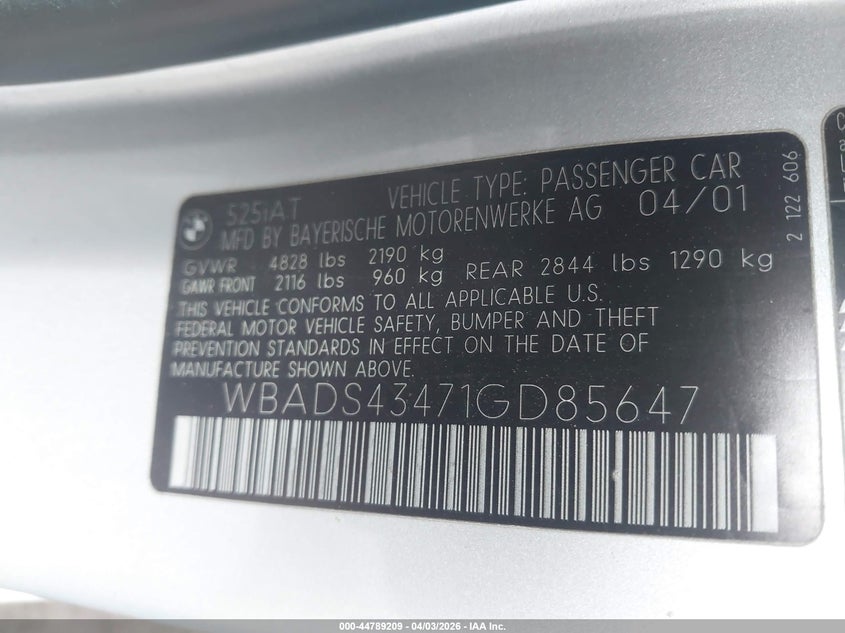 525iAT
VEHICLE TYPE: PASSENGER CAR
MFD BY BAYERISCHE MOTORENWERKE AG 04/01
GVWR 4828 lbs 2190 kg
GAWR FRONT 2116 lbs 960 kg REAR 2844 lbs 1290 kg
THIS VEHICLE CONFORMS TO ALL APPLICABLE U.S.
FEDERAL MOTOR VEHICLE SAFETY, BUMPER AND THEFT
PREVENTION STANDARDS IN EFFECT ON THE DATE OF
MANUFACTURE SHOWN ABOVE.
WBADS43471GD85647
2 122 606
000-44789209 - 04/03/2026 - IAA Inc.